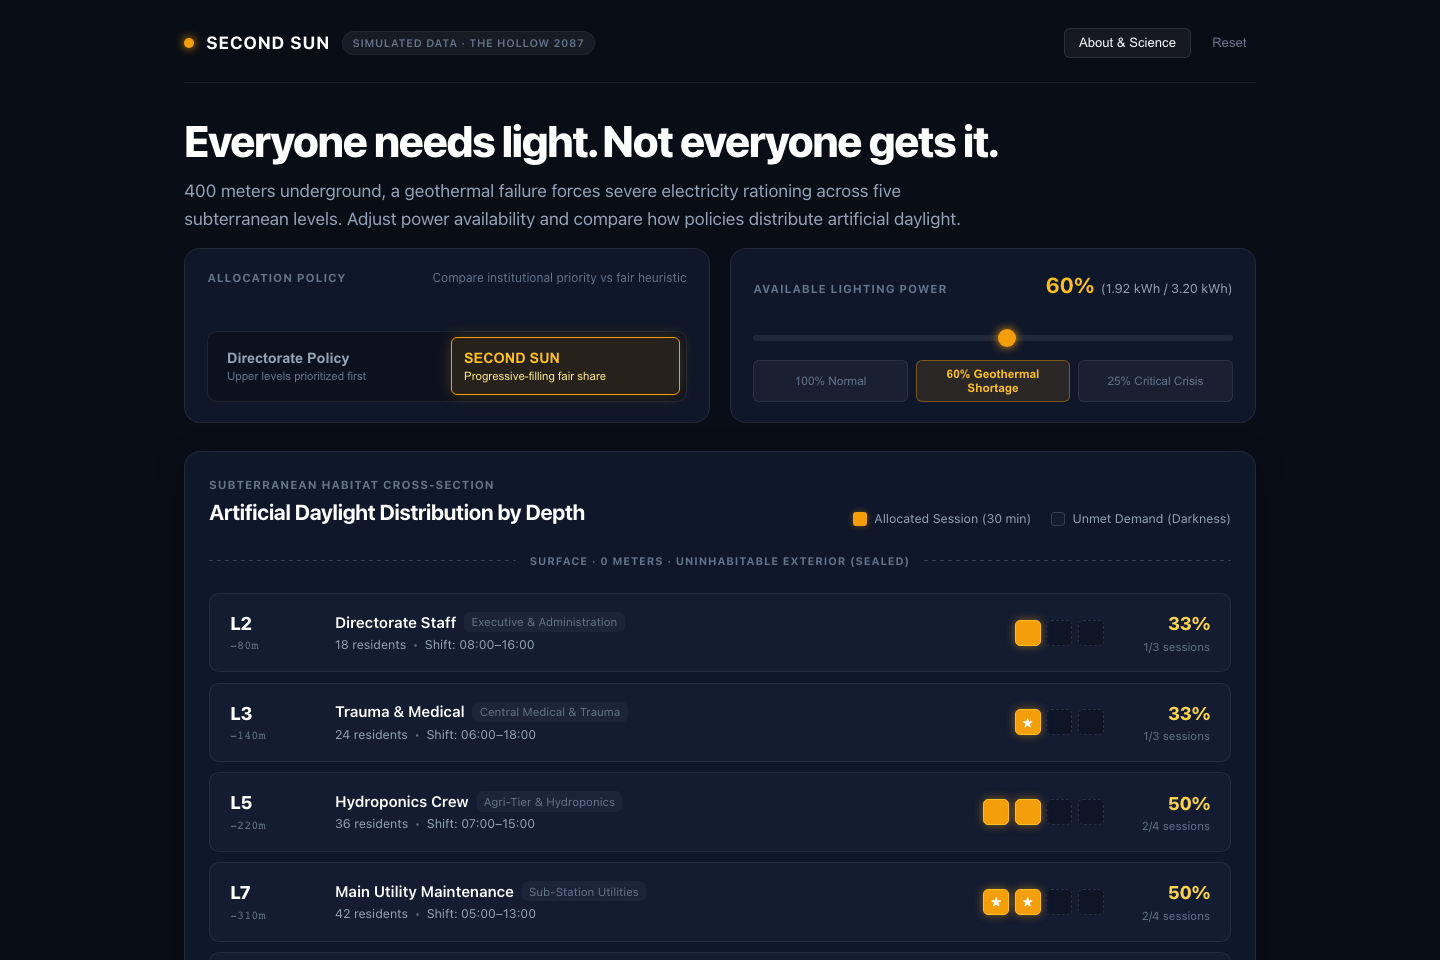 SECOND SUN
SIMULATED DATA · THE HOLLOW 2087
About & Science
Reset
Everyone needs light. Not everyone gets it.
400 meters underground, a geothermal failure forces severe electricity rationing across five
subterranean levels. Adjust power availability and compare how policies distribute artificial daylight.
ALLOCATION POLICY
Compare institutional priority vs fair heuristic
Directorate Policy
Upper levels prioritized first
SECOND SUN
Progressive-filling fair share
AVAILABLE LIGHTING POWER
60% (1.92 kWh / 3.20 kWh)
100% Normal
60% Geothermal
Shortage
25% Critical Crisis
SUBTERRANEAN HABITAT CROSS-SECTION
Artificial Daylight Distribution by Depth
Allocated Session (30 min)
Unmet Demand (Darkness)
SURFACE · 0 METERS · UNINHABITABLE EXTERIOR (SEALED)
L2
−80m
Directorate Staff
Executive & Administration
18 residents • Shift: 08:00–16:00
33%
1/3 sessions
L3
−140m
Trauma & Medical
Central Medical & Trauma
24 residents • Shift: 06:00–18:00
33%
1/3 sessions
L5
−220m
Hydroponics Crew
Agri-Tier & Hydroponics
36 residents • Shift: 07:00–15:00
50%
2/4 sessions
L7
−310m
Main Utility Maintenance
Sub-Station Utilities
42 residents • Shift: 05:00–13:00
50%
2/4 sessions